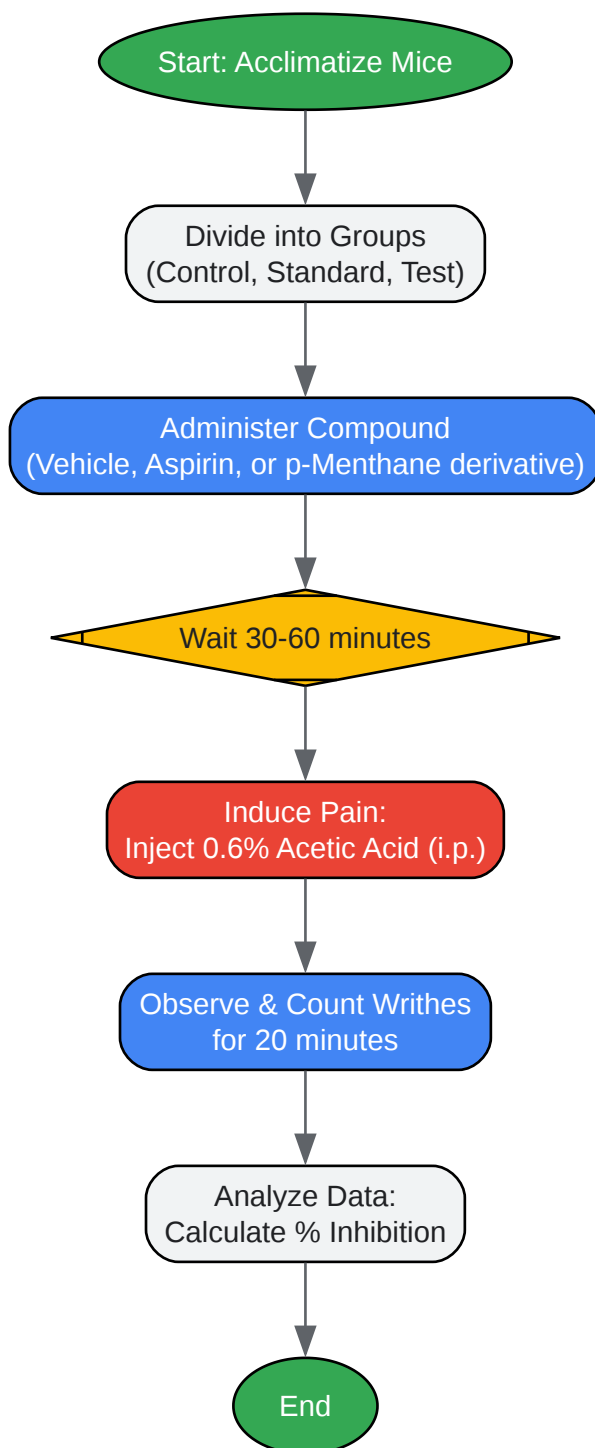 Start: Acclimatize Mice
Divide into Groups
(Control, Standard, Test)
Administer Compound
(Vehicle, Aspirin, or p-Menthane derivative)
Wait 30-60 minutes
Induce Pain:
Inject 0.6% Acetic Acid (i.p.)
Observe & Count Writhes
for 20 minutes
Analyze Data:
Calculate % Inhibition
End